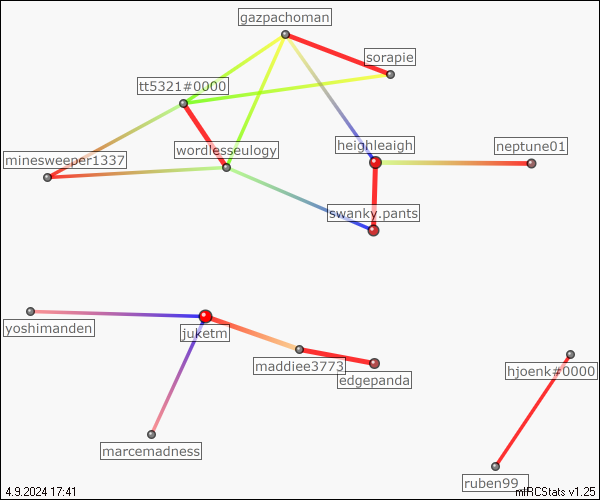 gazpachoman
sorapie
tt5321#0000
wordlesseulogy
heighleaigh
neptune01
minesweeper1337
swanky.pants
yoshimanden
juketm
maddiee3773
edgepanda
hjoenk#0000
marcemadness
ruben99_
4.9.2024 17:41
mIRCStats v1.25